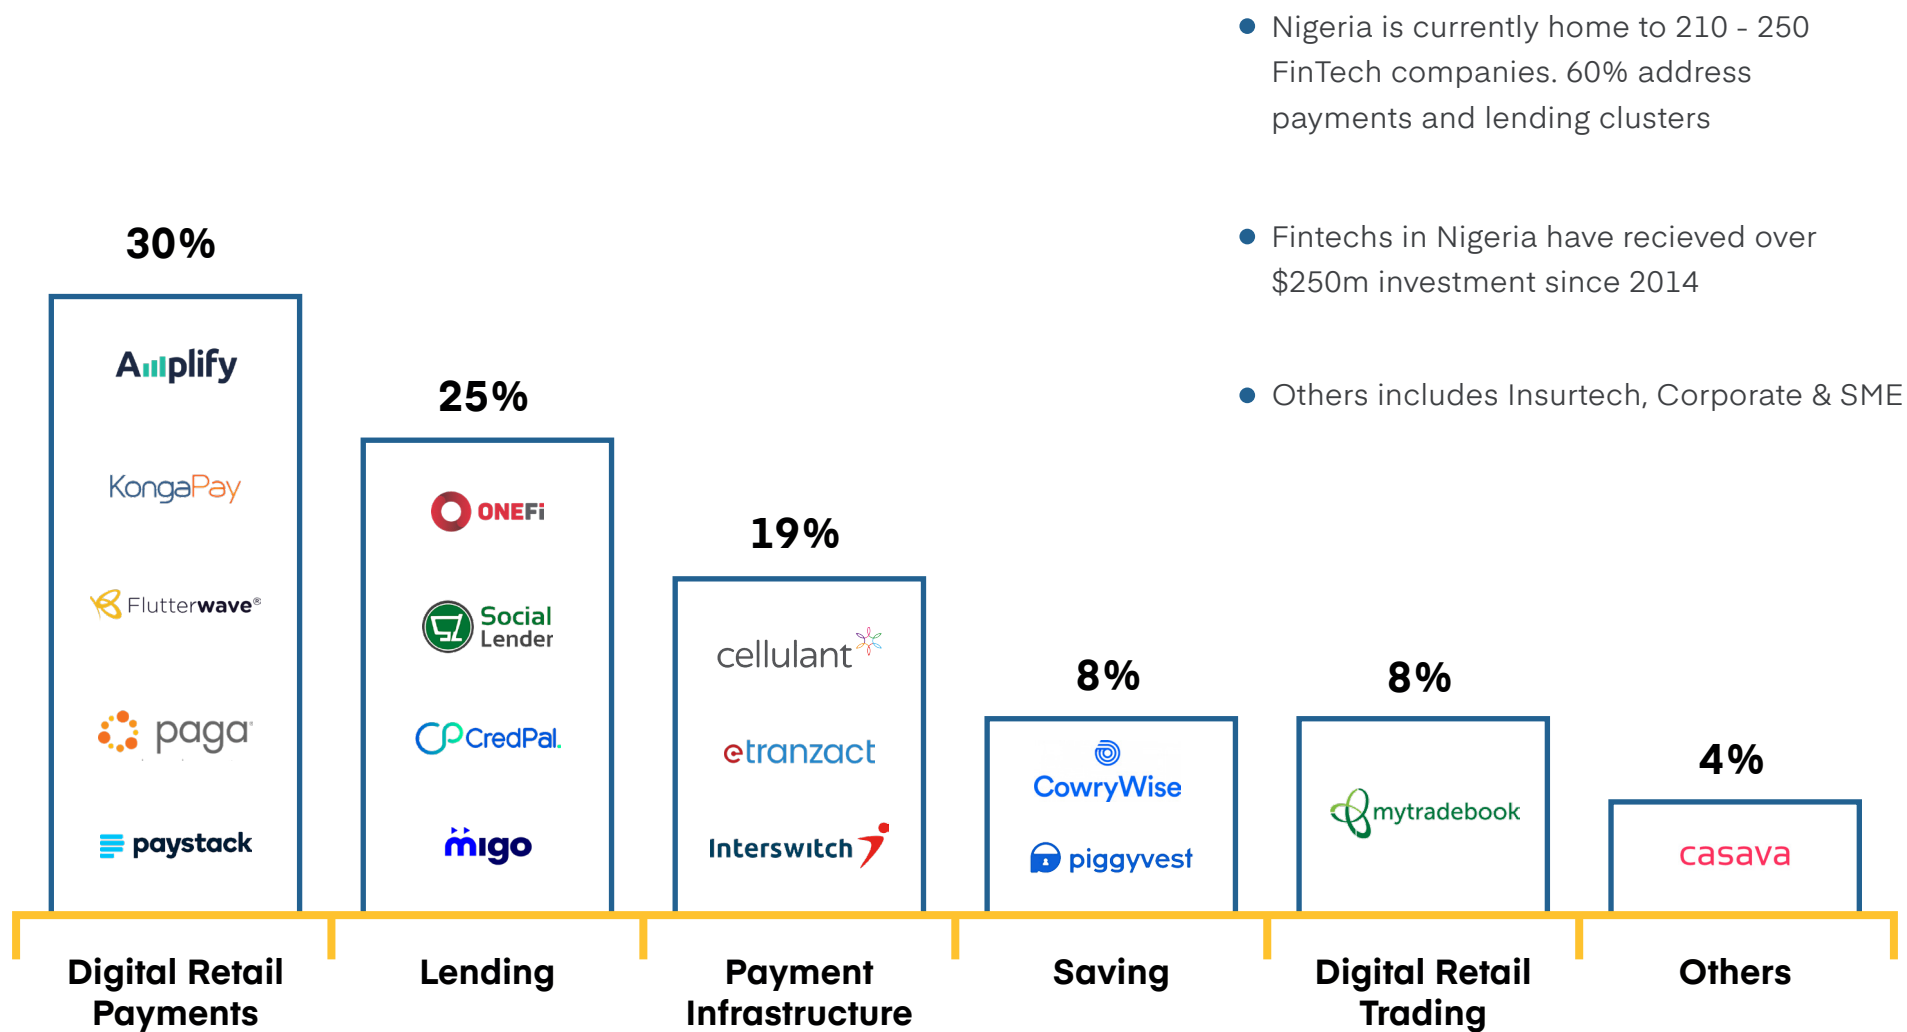 Nigeria is currently home to 210 - 250
FinTech companies. 60% address
payments and lending clusters
Fintechs in Nigeria have recieved over
$250m investment since 2014
Others includes Insurtech, Corporate & SME
30%
Amplify
KongaPay
Flutterwave®
paga
paystack
Digital Retail
Payments
25%
ONEFi
Social
Lender
CredPal.
migo
Lending
19%
cellulant
etranzact
Interswitch
Payment
Infrastructure
8%
CowryWise
piggyvest
Saving
8%
mytradebook
Digital Retail
Trading
4%
casava
Others